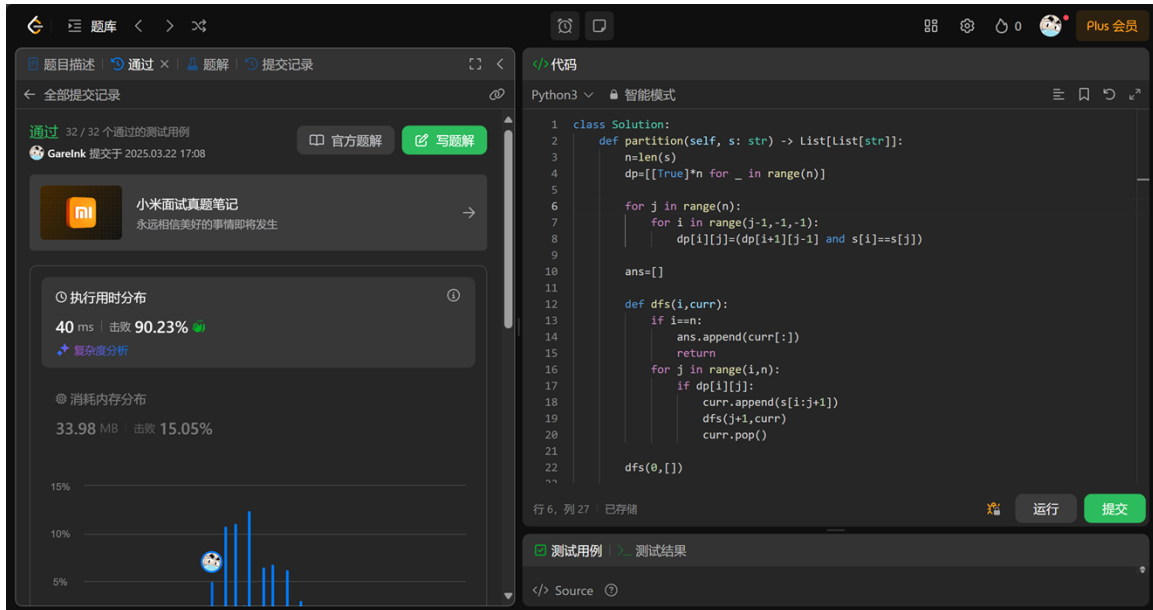 题库
0
Plus 会员
题目描述
通过
题解
提交记录
全部提交记录
通过 32 / 32 个通过的测试用例
GareInk 提交于 2025.03.22 17:08
官方题解
写题解
小米面试真题笔记
永远相信美好的事情即将发生
执行用时分布
40 ms 击败 90.23%
复杂度分析
消耗内存分布
33.98 MB 击败 15.05%
15%
10%
5%
</>代码
Python3 智能模式
1 class Solution:
2     def partition(self, s: str) -> List[List[str]]:
3         n=len(s)
4         dp=[[True]*n for _ in range(n)]
5
6         for j in range(n):
7             for i in range(j-1,-1,-1):
8                 dp[i][j]=(dp[i+1][j-1] and s[i]==s[j])
9
10         ans=[]
11
12         def dfs(i,curr):
13             if i==n:
14                 ans.append(curr[:])
15                 return
16             for j in range(i,n):
17                 if dp[i][j]:
18                     curr.append(s[i:j+1])
19                     dfs(j+1,curr)
20                     curr.pop()
21
22         dfs(0,[])
行 6, 列 27 已存储
运行
提交
测试用例
>_ 测试结果
</> Source